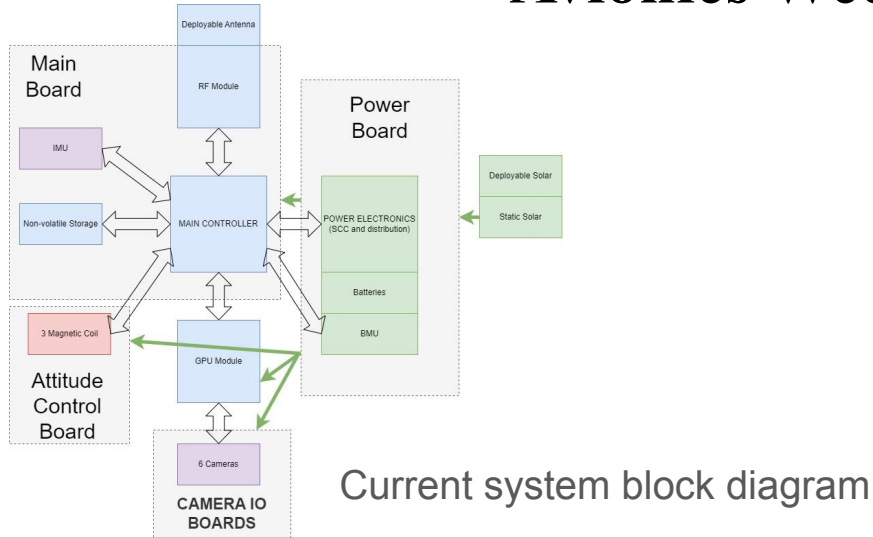 Deployable Antenna
Main
Board
RF Module
Power
Board
IMU
Deployable Solar
Non-volatile Storage
MAIN CONTROLLER
POWER ELECTRONICS
(SCC and distribution)
Static Solar
Batteries
3 Magnetic Coil
GPU Module
BMU
Attitude
Control
Board
6 Cameras
CAMERA IO
BOARDS
Current system block diagram